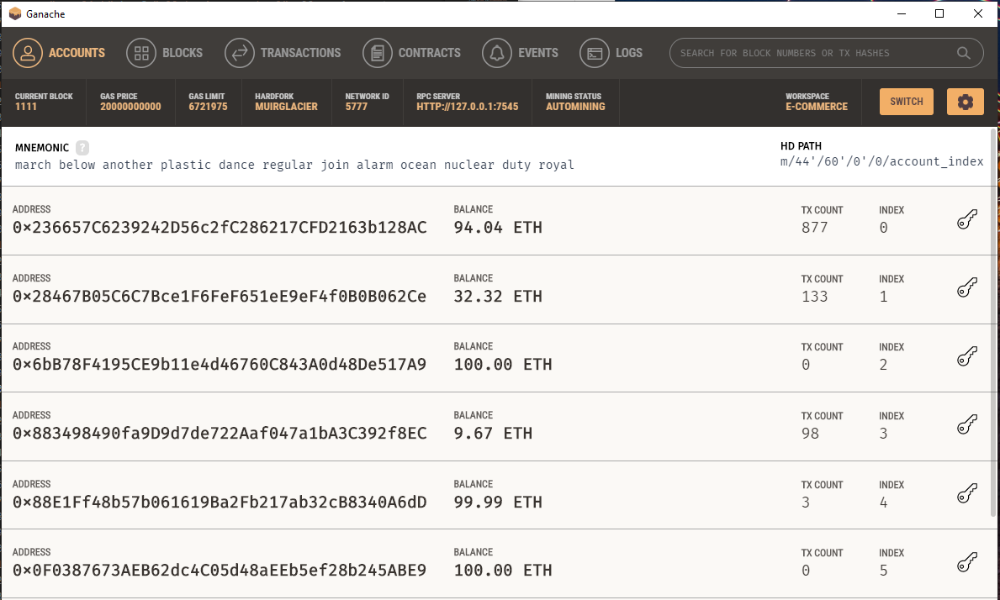 Ganache
ACCOUNTS BLOCKS TRANSACTIONS CONTRACTS EVENTS LOGS SEARCH FOR BLOCK NUMBERS OR TX HASHES
CURRENT BLOCK GAS PRICE GAS LIMIT HARDFORK NETWORK ID RPC SERVER MINING STATUS WORKSPACE SWITCH
1111 20000000000 6721975 MUIRGLACIER 5777 HTTP://127.0.0.1:7545 AUTOMINING E-COMMERCE
MNEMONIC ? HD PATH
march below another plastic dance regular join alarm ocean nuclear duty royal m/44'/60'/0'/0/account_index
ADDRESS BALANCE TX COUNT INDEX
0×236657C6239242D56c2fC286217CFD2163b128AC 94.04 ETH 877 0
ADDRESS BALANCE TX COUNT INDEX
0×28467B05C6C7Bce1F6FeF651eE9eF4f0B0B062Ce 32.32 ETH 133 1
ADDRESS BALANCE TX COUNT INDEX
0×6bB78F4195CE9b11e4d46760C843A0d48De517A9 100.00 ETH 0 2
ADDRESS BALANCE TX COUNT INDEX
0×883498490fa9D9d7de722Aaf047a1bA3C392f8EC 9.67 ETH 98 3
ADDRESS BALANCE TX COUNT INDEX
0×88E1Ff48b57b061619Ba2Fb217ab32cB8340A6dD 99.99 ETH 3 4
ADDRESS BALANCE TX COUNT INDEX
0×0F0387673AEB62dc4C05d48aEEb5ef28b245ABE9 100.00 ETH 0 5